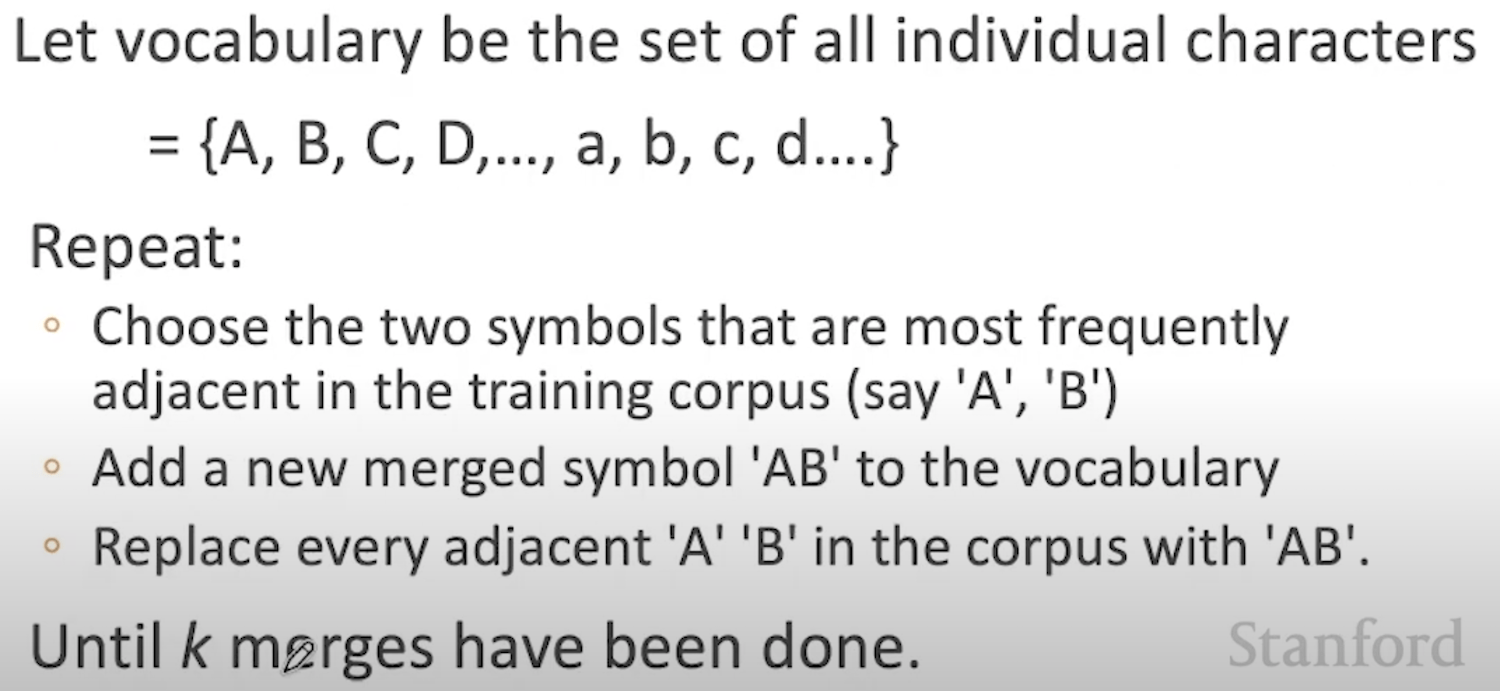 Let vocabulary be the set of all individual characters
= {A, B, C, D,..., a, b, c, d....}
Repeat:
◦ Choose the two symbols that are most frequently
adjacent in the training corpus (say 'A', 'B')
◦ Add a new merged symbol 'AB' to the vocabulary
◦ Replace every adjacent 'A' 'B' in the corpus with 'AB'.
Until k merges have been done.
Stanford